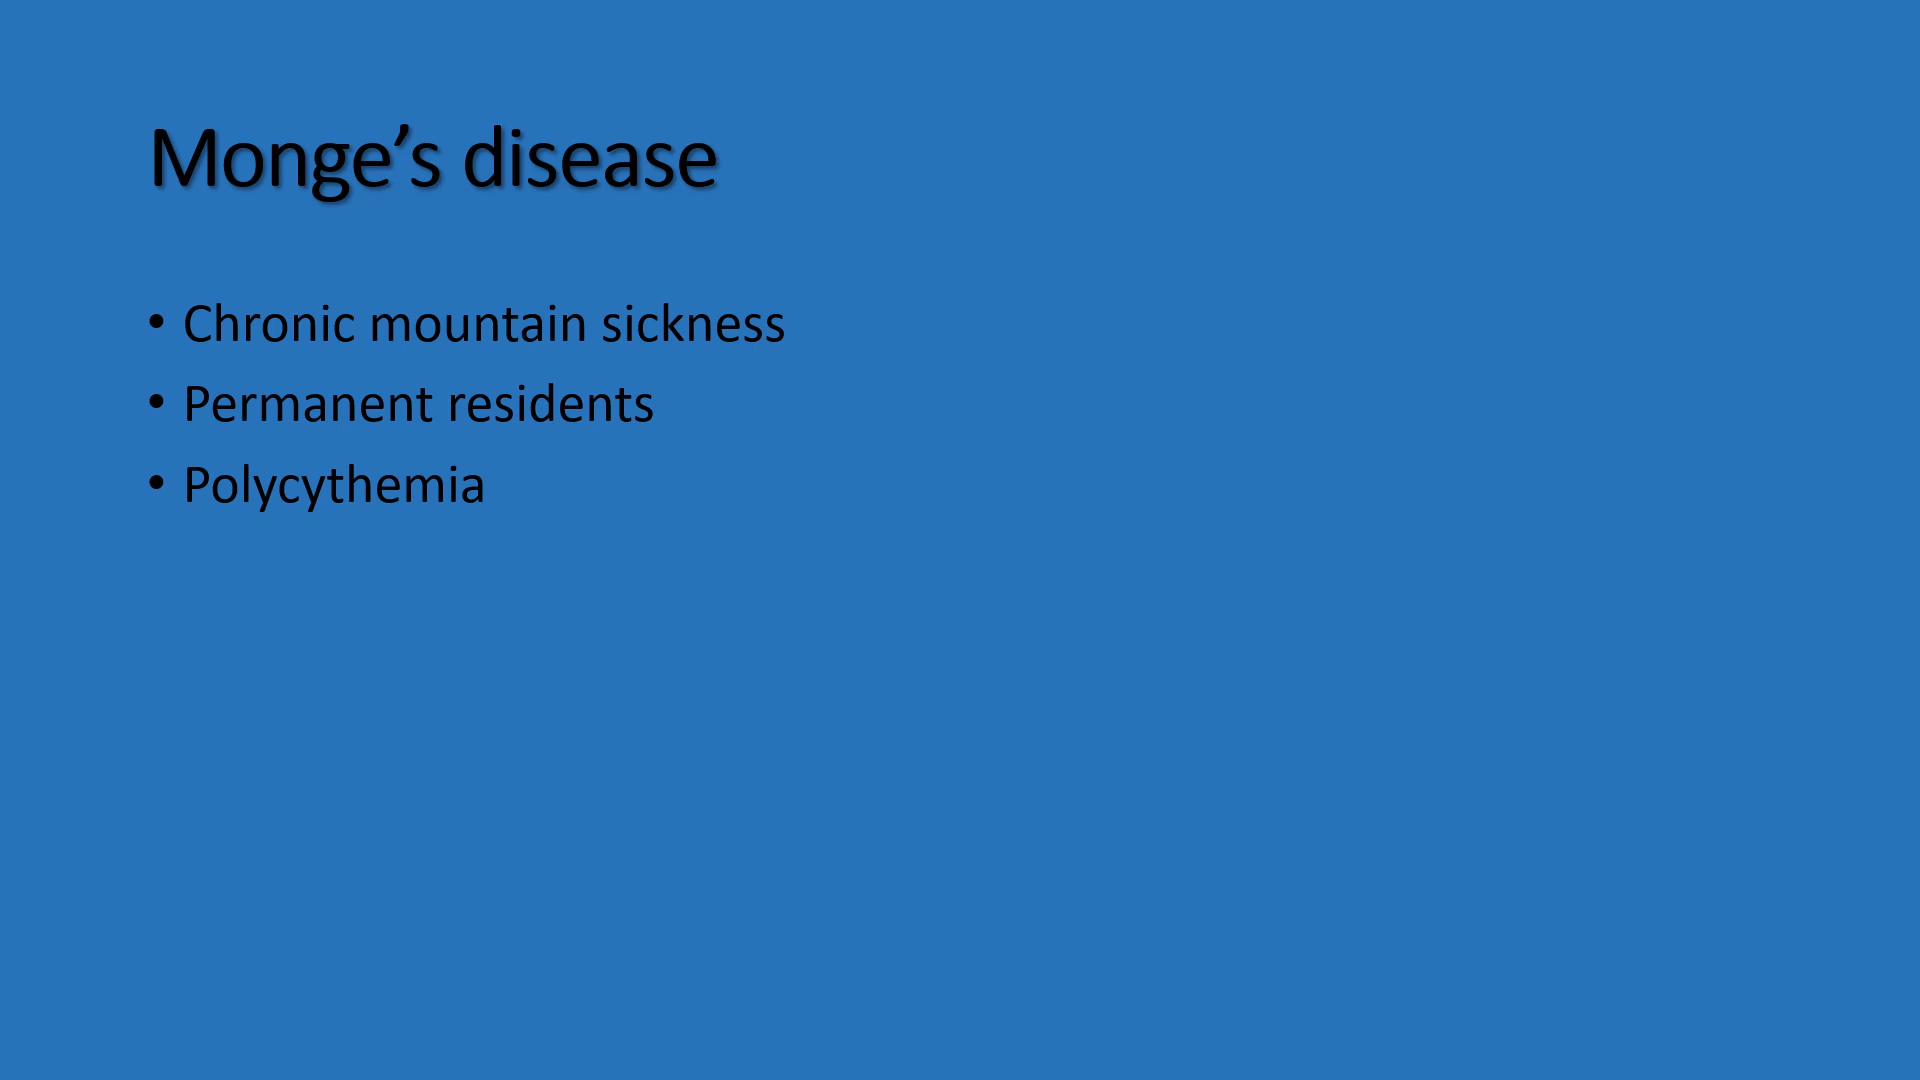 Monge’s disease
• Chronic mountain sickness
• Permanent residents
• Polycythemia